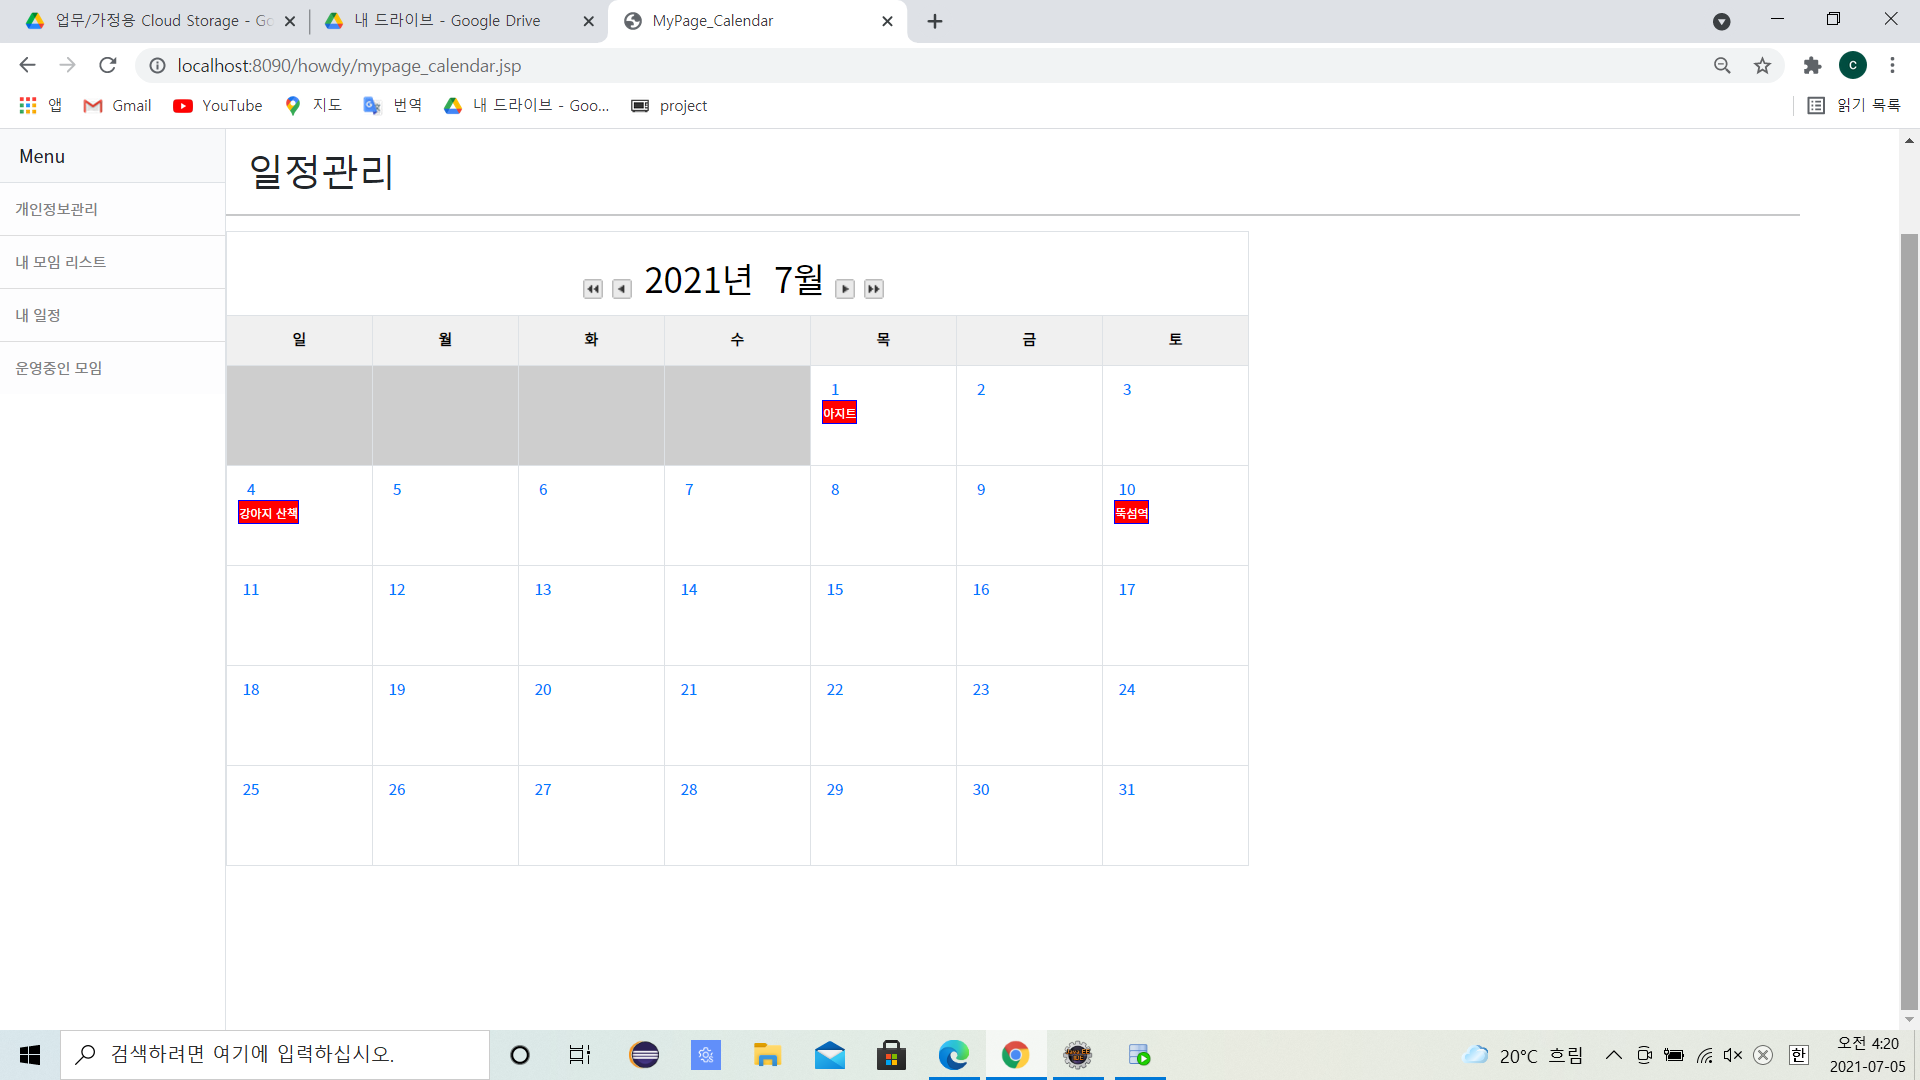 업무/가정용 Cloud Storage - Go
내 드라이브 - Google Drive
MyPage_Calendar
localhost:8090/howdy/mypage_calendar.jsp
C
앱
Gmail
YouTube
지도
번역
내 드라이브 - Goo...
project
읽기 목록
Menu
개인정보관리
내 모임 리스트
내 일정
운영중인 모임
일정관리
2021년 7월
일 월 화 수 목 금 토
1 2 3
아지트
4 5 6 7 8 9 10
강아지 산책 뚝섬역
11 12 13 14 15 16 17
18 19 20 21 22 23 24
25 26 27 28 29 30 31
검색하려면 여기에 입력하십시오.
20°C 흐림
한
오전 4:20
2021-07-05